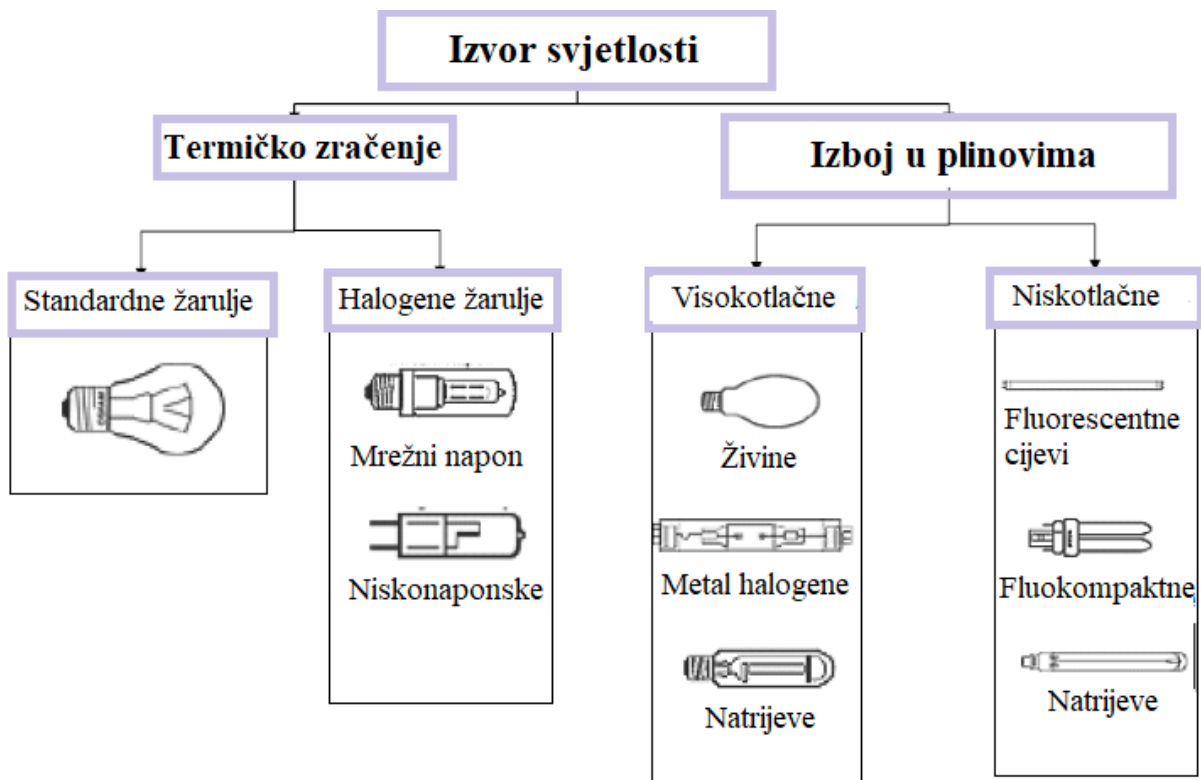 Izvor svjetlosti
Termičko zračenje
Izboj u plinovima
Standardne žarulje
Halogene žarulje
Mrežni napon
Niskonaponske
Visokotlačne
Živine
Metal halogene
Natrijeve
Niskotlačne
Fluorescentne
cijevi
Fluokompaktne
Natrijeve